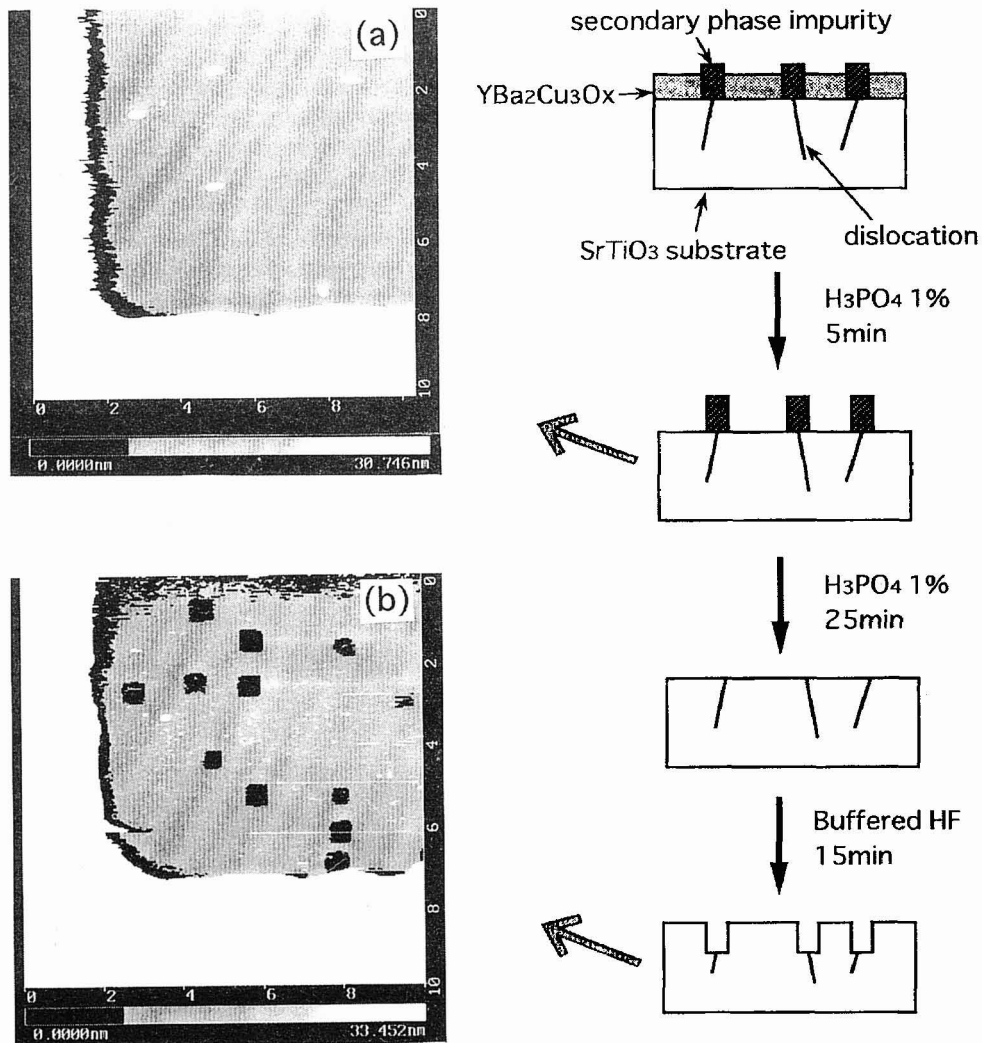 (a)
0
2
4
6
8
10
0 2 4 6 8
0.0000nm 30.746nm
(b)
0
2
4
6
8
10
0 2 4 6 8
0.0000nm 33.452nm
secondary phase impurity
YBa2Cu3Ox
SrTiO3 substrate
dislocation
H3PO4 1%
5min
H3PO4 1%
25min
Buffered HF
15min